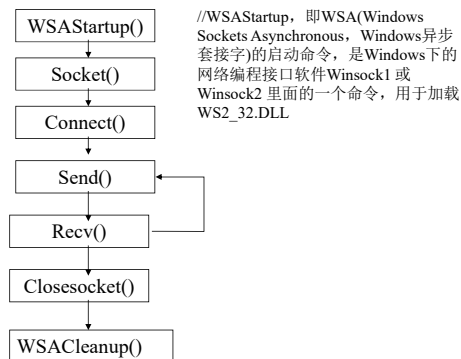 WSAStartup()
Socket()
Connect()
Send()
Recv()
Closesocket()
WSACleanup()
//WSAStartup，即WSA(Windows
Sockets Asynchronous，Windows异步
套接字)的启动命令，是Windows下的
网络编程接口软件Winsock1 或
Winsock2 里面的一个命令，用于加载
WS2_32.DLL